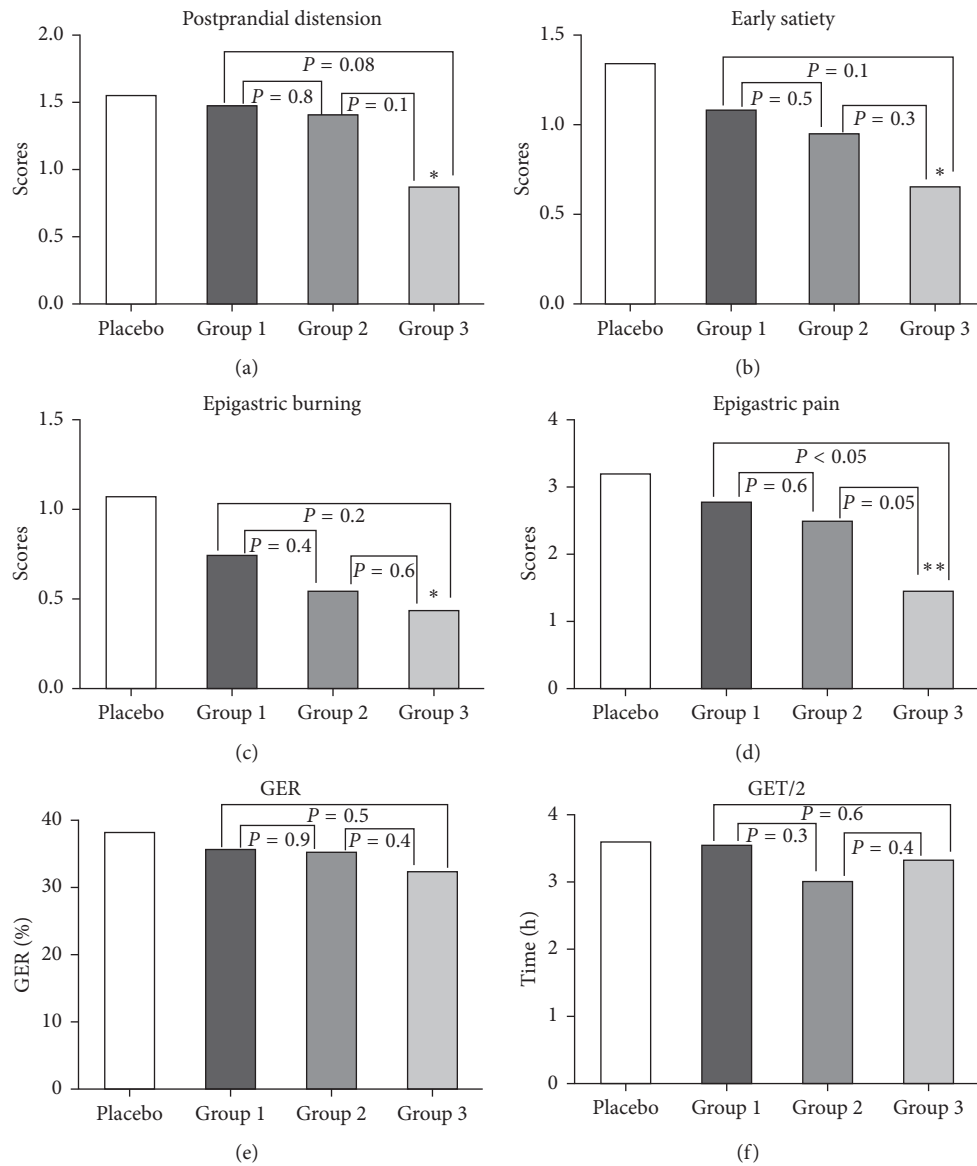 Postprandial distension
2.0
1.5
1.0
0.5
0.0
Scores
P = 0.08
P = 0.8
P = 0.1
*
Placebo Group 1 Group 2 Group 3
(a)
Early satiety
1.5
1.0
0.5
0.0
Scores
P = 0.1
P = 0.5
P = 0.3
*
Placebo Group 1 Group 2 Group 3
(b)
Epigastric burning
1.5
1.0
0.5
0.0
Scores
P = 0.2
P = 0.4
P = 0.6
*
Placebo Group 1 Group 2 Group 3
(c)
Epigastric pain
4
3
2
1
0
Scores
P < 0.05
P = 0.6
P = 0.05
**
Placebo Group 1 Group 2 Group 3
(d)
GER
40
30
20
10
0
GER (%)
P = 0.5
P = 0.9
P = 0.4
Placebo Group 1 Group 2 Group 3
(e)
GET/2
4
3
2
1
0
Time (h)
P = 0.6
P = 0.3
P = 0.4
Placebo Group 1 Group 2 Group 3
(f)